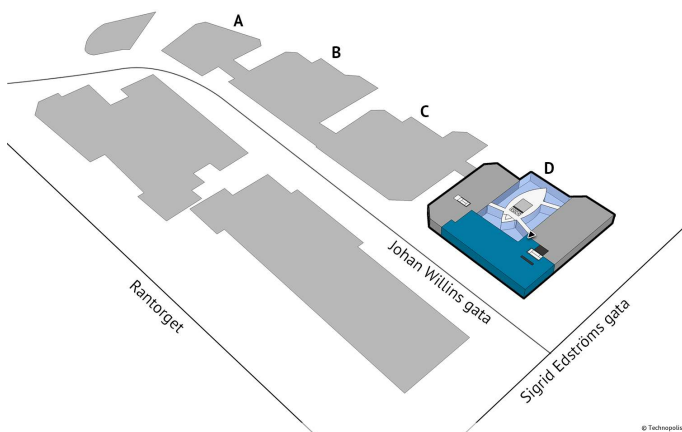 A
B
C
D
Johan Willins gata
Rantorget
Sigrid Edströms gata
© Technopolis